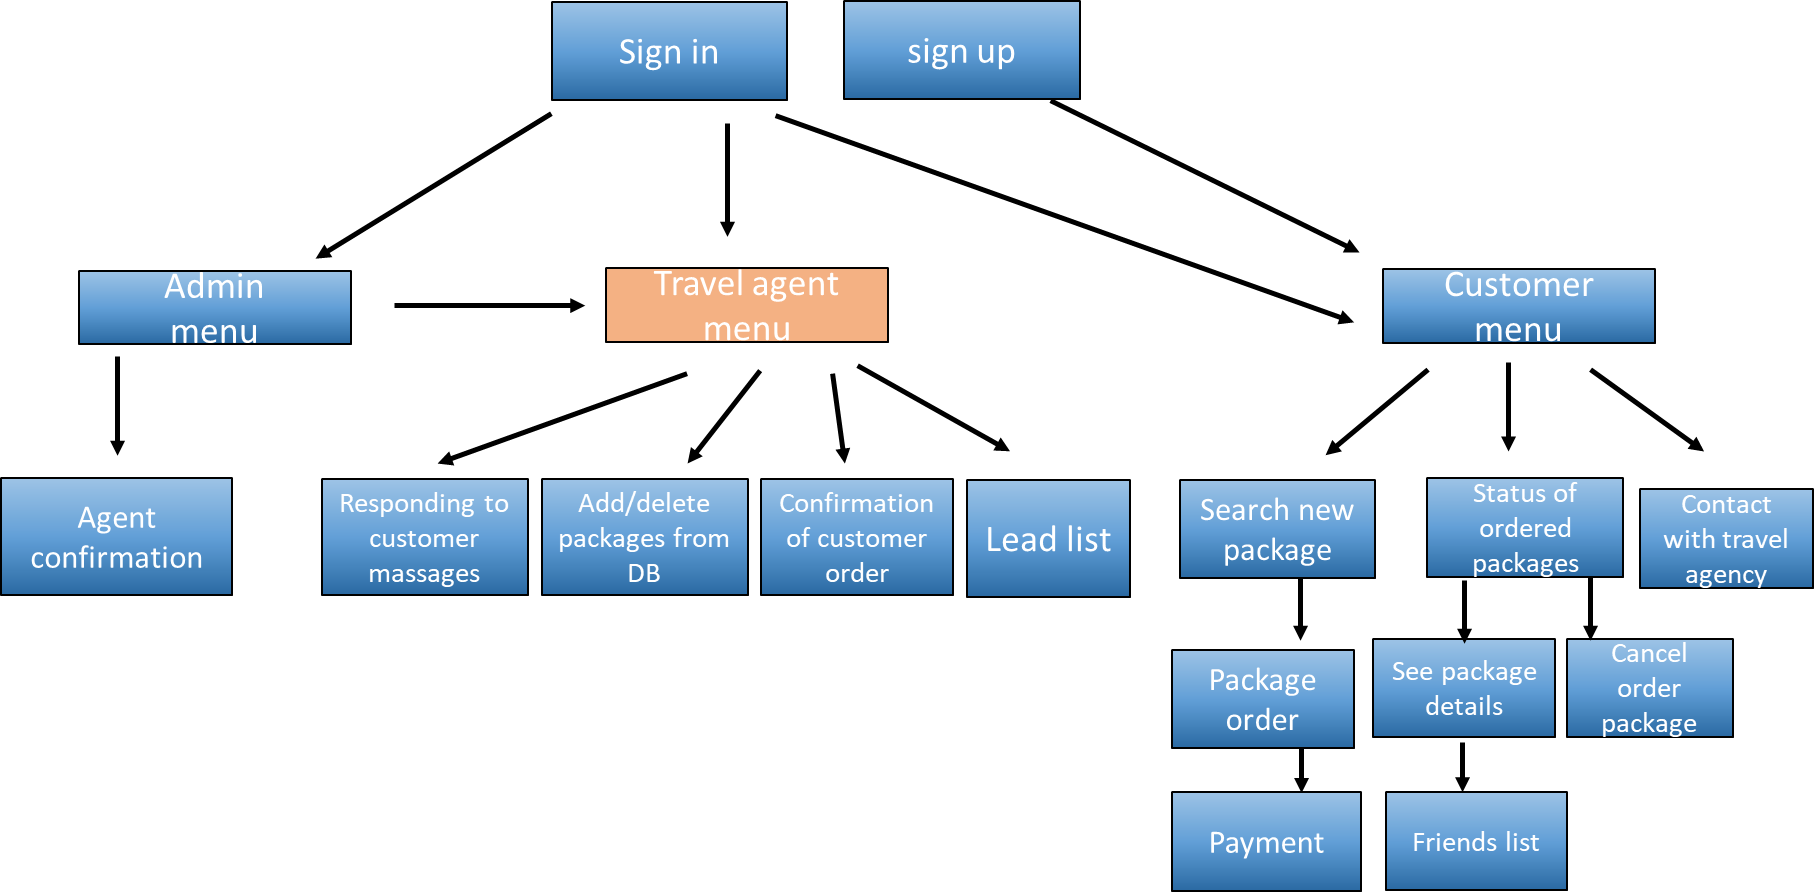 Sign in
sign up
Admin
menu
Travel agent
menu
Customer
menu
Agent
confirmation
Responding to
customer
massages
Add/delete
packages from
DB
Confirmation
of customer
order
Lead list
Search new
package
Status of
ordered
packages
Contact
with travel
agency
Package
order
See package
details
Cancel
order
package
Payment
Friends list